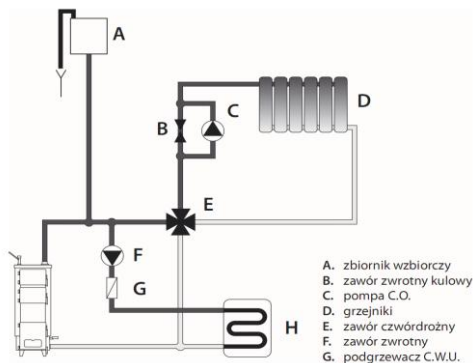 A
B
C
D
E
F
G
H
A. zbiornik wzbiorczy
B. zawór zwrotny kulowy
C. pompa C.O.
D. grzejniki
E. zawór czwórdrożny
F. zawór zwrotny
G. podgrzewacz C.W.U.